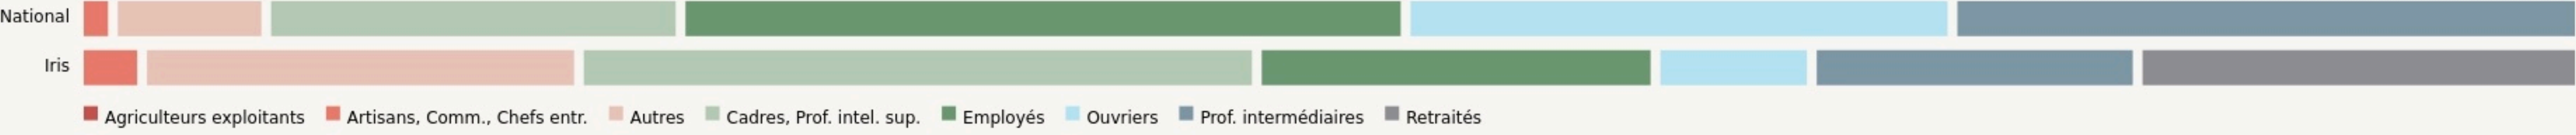 National
Iris
Agriculteurs exploitants Artisans, Comm., Chefs entr. Autres Cadres, Prof. intel. sup. Employés Ouvriers Prof. intermédiaires Retraités